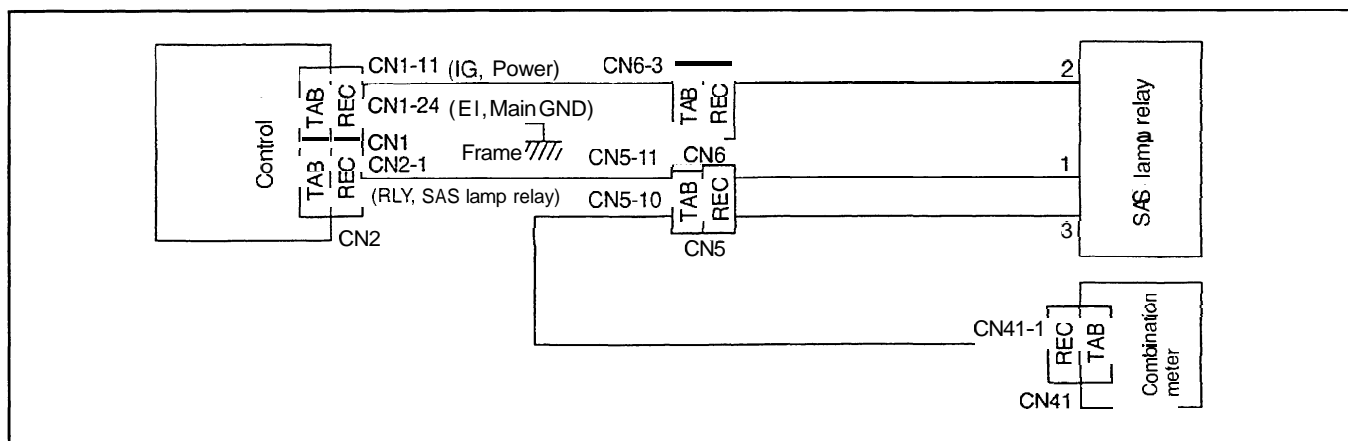 Control
TAB
REC
TAB
REC
CN1-11 (IG, Power)
CN1-24 (EI, Main GND)
CN1
Frame
CN2-1
(RLY, SAS lamp relay)
CN2
CN6-3
TAB
REC
CN6
CN5-11
CN5-10
TAB
REC
CN5
2
1
3
SAS lamp relay
CN41-1
REC
TAB
CN41
Combination
meter